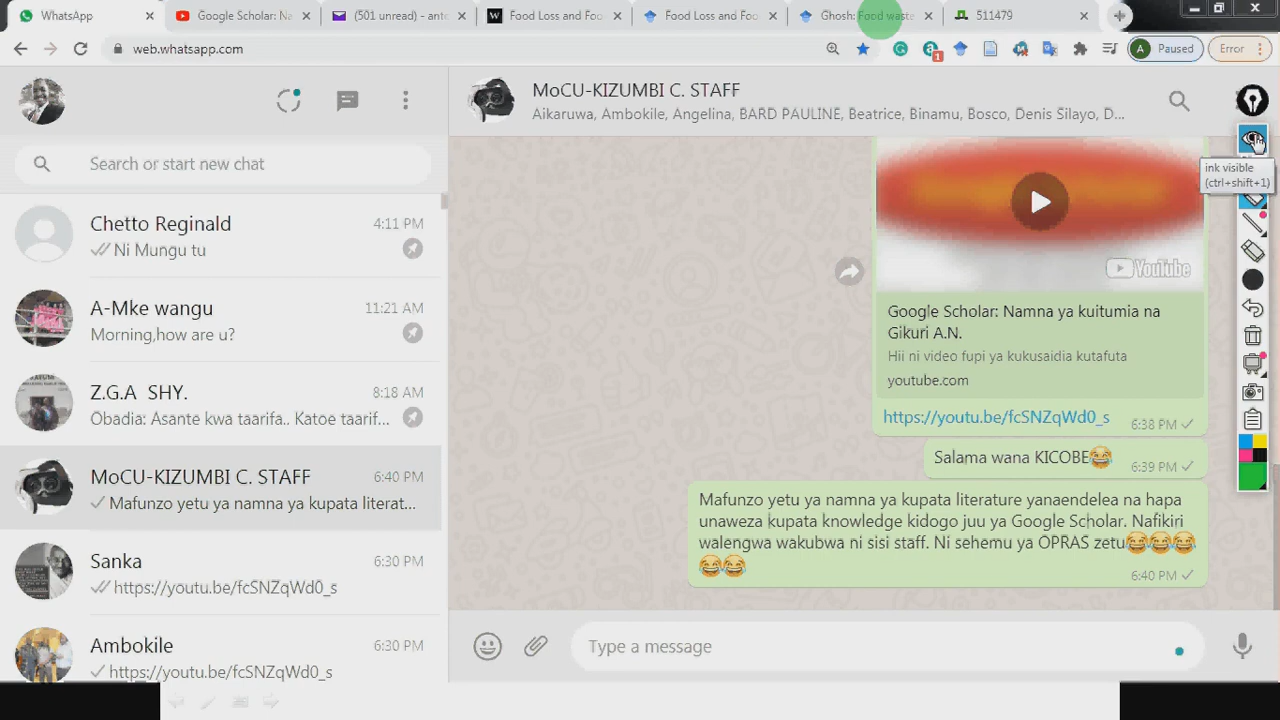 WhatsApp
Google Scholar: Na
(501 unread) - anto
Food Loss and Foo
Food Loss and Foo
Ghosh: Food waste
511479
web.whatsapp.com
1
A
Paused
Error
MoCU-KIZUMBI C. STAFF
Aikaruwa, Ambokile, Angelina, BARD PAULINE, Beatrice, Binamu, Bosco, Denis Silayo, D...
Search or start new chat
ink visible
(ctrl+shift+1)
Chetto Reginald
4:11 PM
Ni Mungu tu
A-Mke wangu
11:21 AM
Morning,how are u?
Z.G.A SHY.
8:18 AM
Obadia: Asante kwa taarifa.. Katoe taarif...
MoCU-KIZUMBI C. STAFF
6:40 PM
Mafunzo yetu ya namna ya kupata literat...
Sanka
6:30 PM
https://youtu.be/fcSNZqWd0_s
Ambokile
6:30 PM
https://youtu.be/fcSNZqWd0_s
YouTube
Google Scholar: Namna ya kuitumia na
Gikuri A.N.
Hii ni video fupi ya kukusaidia kutafuta
youtube.com
https://youtu.be/fcSNZqWd0_s
6:38 PM
Salama wana KICOBE😂
6:39 PM
Mafunzo yetu ya namna ya kupata literature yanaendelea na hapa
unaweza kupata knowledge kidogo juu ya Google Scholar. Nafikiri
walengwa wakubwa ni sisi staff. Ni sehemu ya OPRAS zetu😂😂😂
😂😂
6:40 PM
Type a message